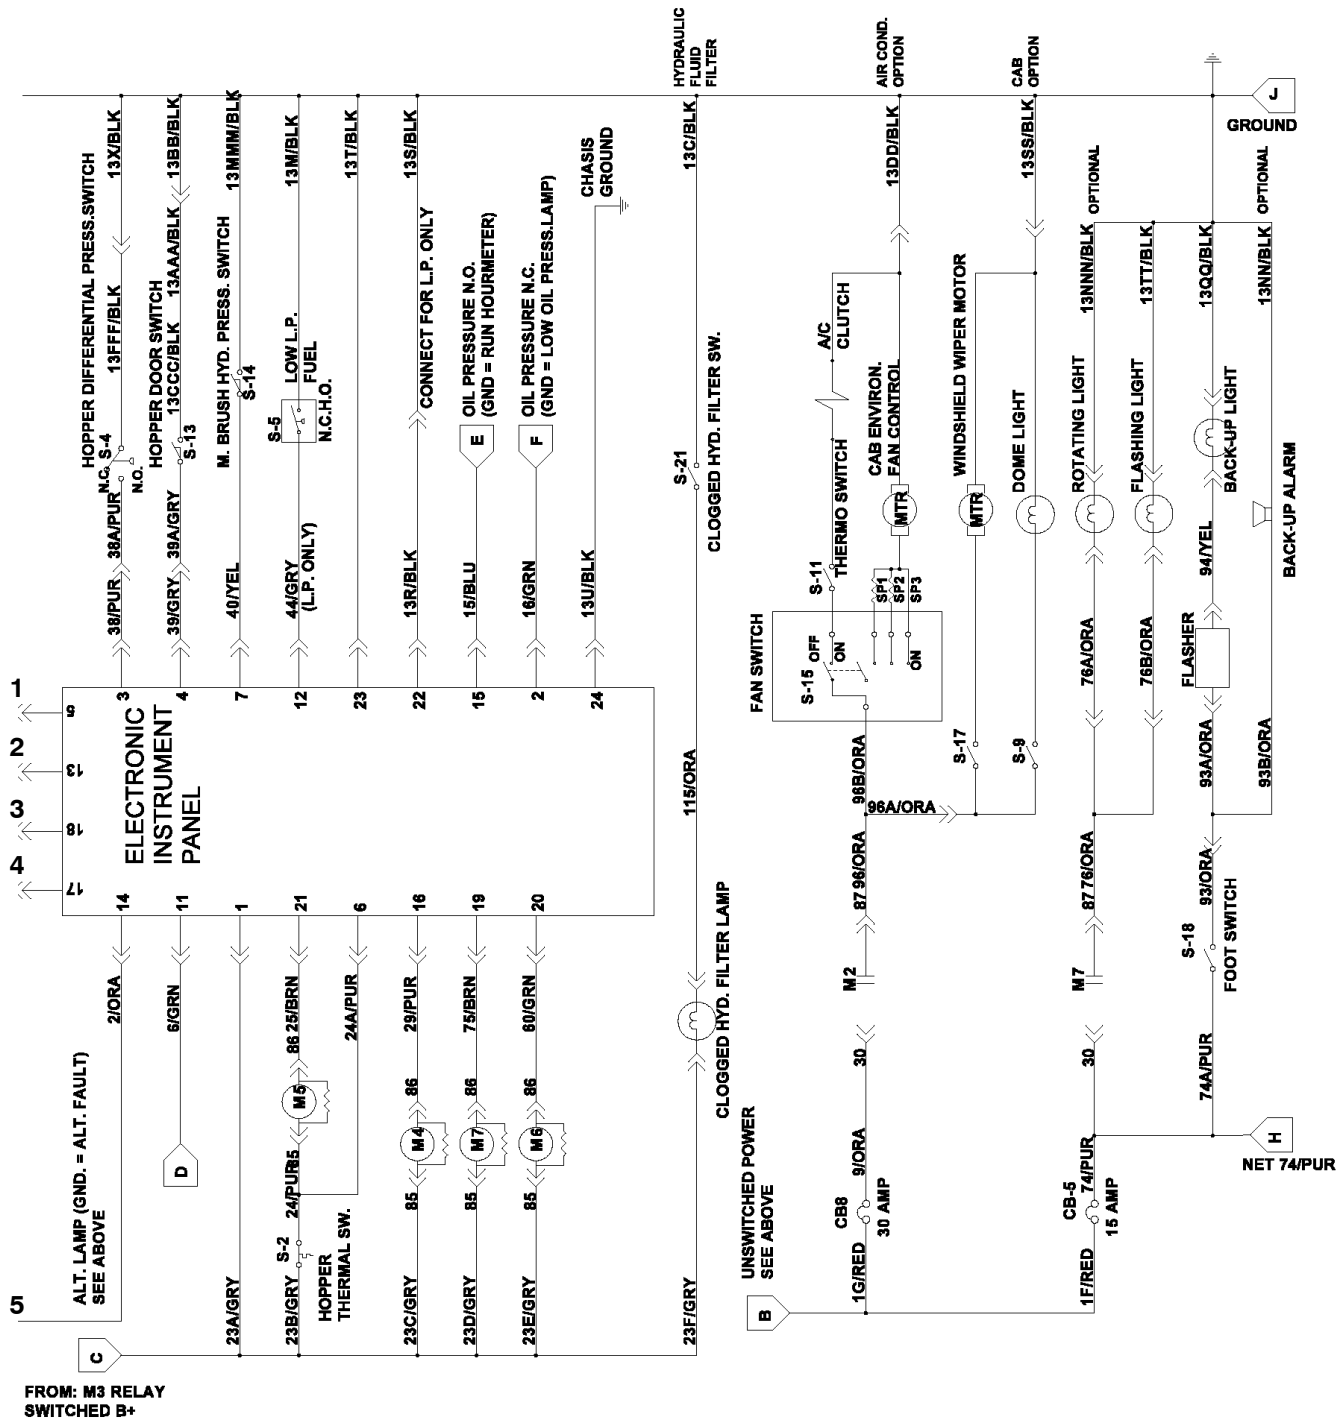 HYDRAULIC
FLUID
FILTER
AIR COND.
OPTION
CAB
OPTION
J
GROUND
HOPPER DIFFERENTIAL PRESS.SWITCH
13X/BLK
13FFF/BLK
S-4
N.C.
N.O.
38A/PUR
38/PUR
HOPPER DOOR SWITCH
13BB/BLK
13AAA/BLK
13CCC/BLK
S-13
39A/GRY
39/GRY
M. BRUSH HYD. PRESS. SWITCH
13MMM/BLK
S-14
40/YEL
13M/BLK
LOW L.P.
FUEL
S-5
N.C.H.O.
44/GRY
(L.P. ONLY)
13T/BLK
13S/BLK
CONNECT FOR L.P. ONLY
13R/BLK
OIL PRESSURE N.O.
(GND = RUN HOURMETER)
E
15/BLU
OIL PRESSURE N.C.
(GND = LOW OIL PRESS.LAMP)
F
16/GRN
CHASIS
GROUND
13U/BLK
13C/BLK
S-21
CLOGGED HYD. FILTER SW.
115/ORA
13DD/BLK
A/C
CLUTCH
THERMO SWITCH
S-11
CAB ENVIRON.
FAN CONTROL
MTR
SP1
SP2
SP3
FAN SWITCH
S-15
OFF
ON
ON
13SS/BLK
WINDSHIELD WIPER MOTOR
MTR
DOME LIGHT
S-17
S-9
96B/ORA
96A/ORA
OPTIONAL
OPTIONAL
13NNN/BLK
13TT/BLK
13QQ/BLK
13NN/BLK
ROTATING LIGHT
FLASHING LIGHT
BACK-UP LIGHT
BACK-UP ALARM
94/YEL
FLASHER
76A/ORA
76B/ORA
93A/ORA
93B/ORA
1
2
3
4
5
5
13
18
17
3
4
7
12
23
22
15
2
24
ELECTRONIC
INSTRUMENT
PANEL
14
11
1
21
6
16
19
20
2/ORA
6/GRN
D
86 25/BRN
24A/PUR
M5
85
24/PUR
S-2
HOPPER
THERMAL SW.
29/PUR
86
M4
85
75/BRN
86
M7
85
60/GRN
86
M6
85
ALT. LAMP (GND. = ALT. FAULT)
SEE ABOVE
23A/GRY
23B/GRY
23C/GRY
23D/GRY
23E/GRY
23F/GRY
CLOGGED HYD. FILTER LAMP
87 96/ORA
M2
30
9/ORA
CB8
30 AMP
1G/RED
87 76/ORA
M7
30
74/PUR
CB-5
15 AMP
1F/RED
93/ORA
S-18
FOOT SWITCH
74A/PUR
H
NET 74/PUR
UNSWITCHED POWER
SEE ABOVE
B
C
FROM: M3 RELAY
SWITCHED B+